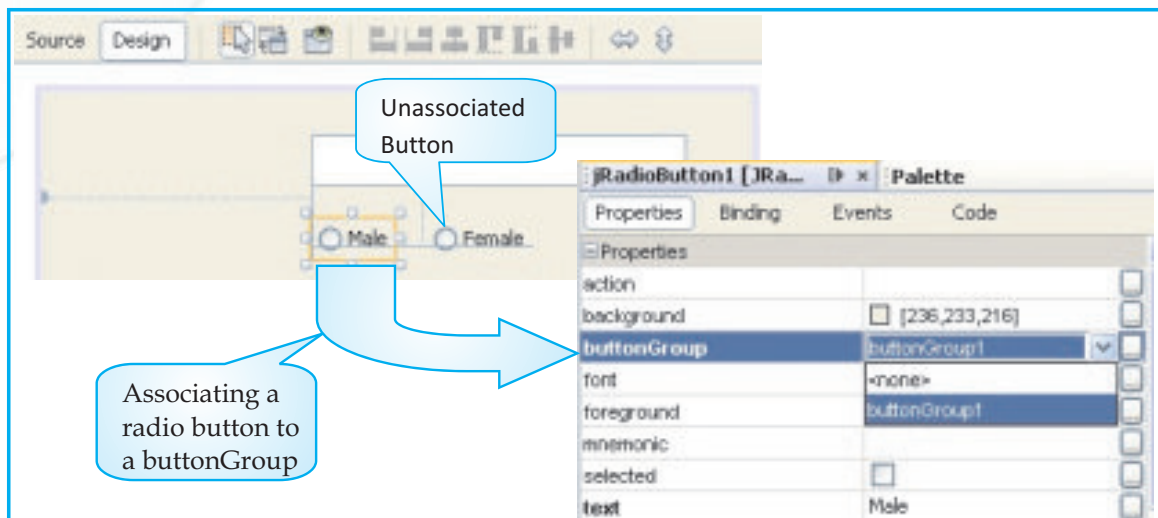 Source Design
Unassociated
Button
Male Female
Associating a
radio button to
a buttonGroup
jRadioButton1 [JRa... Palette
Properties Binding Events Code
Properties
action
background [236,233,216]
buttonGroup buttonGroup1
font <none>
foreground buttonGroup1
mnemonic
selected
text Male